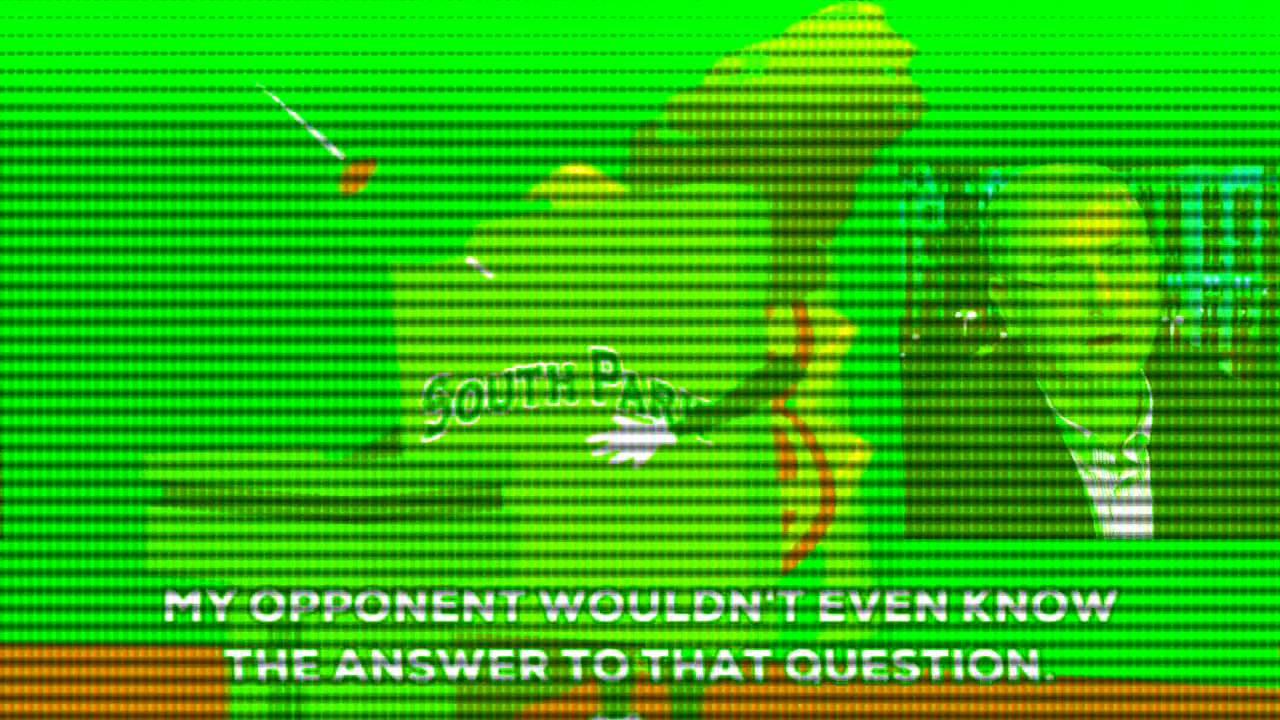 SOUTH PARK
MY OPPONENT WOULDN'T EVEN KNOW
THE ANSWER TO THAT QUESTION.